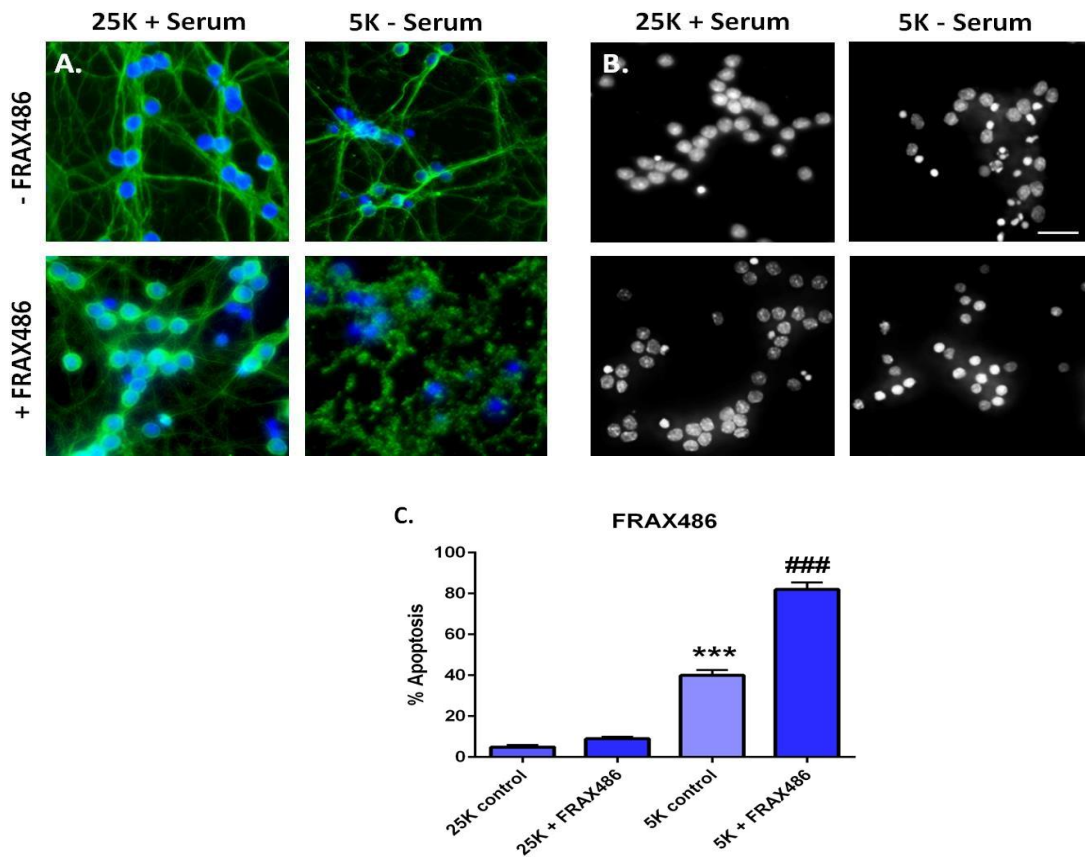 25K + Serum
5K - Serum
25K + Serum
5K - Serum
- FRAX486
A.
B.
+ FRAX486
C.
FRAX486
% Apoptosis
100
80
60
40
20
0
***
###
25K control
25K + FRAX486
5K control
5K + FRAX486